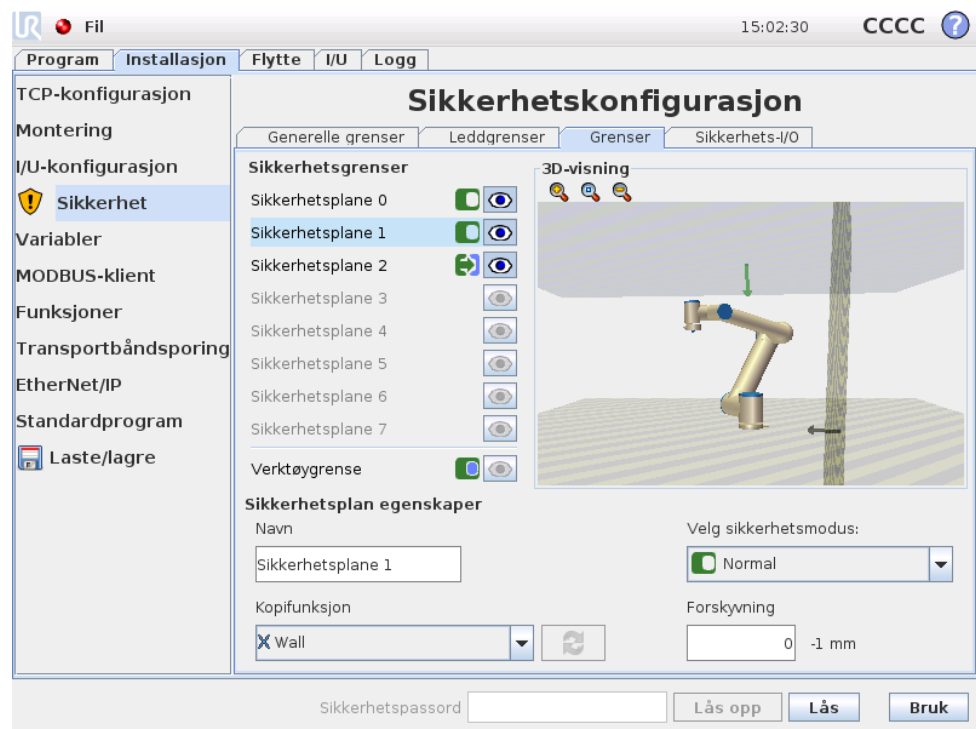 UR Fil 15:02:30 CCCC ?
Program Installasjon Flytte I/U Logg
TCP-konfigurasjon
Montering
I/U-konfigurasjon
Sikkerhet
Variabler
MODBUS-klient
Funksjoner
Transportbåndsporing
EtherNet/IP
Standardprogram
Laste/lagre
Sikkerhetskonfigurasjon
Generelle grenser Leddgrenser Grenser Sikkerhets-I/O
Sikkerhetsgrenser
Sikkerhetsplane 0
Sikkerhetsplane 1
Sikkerhetsplane 2
Sikkerhetsplane 3
Sikkerhetsplane 4
Sikkerhetsplane 5
Sikkerhetsplane 6
Sikkerhetsplane 7
Verktøygrense
3D-visning
Sikkerhetsplan egenskaper
Navn
Sikkerhetsplane 1
Kopifunksjon
Wall
Velg sikkerhetsmodus:
Normal
Forskyvning
0 -1 mm
Sikkerhetspassord Lås opp Lås Bruk